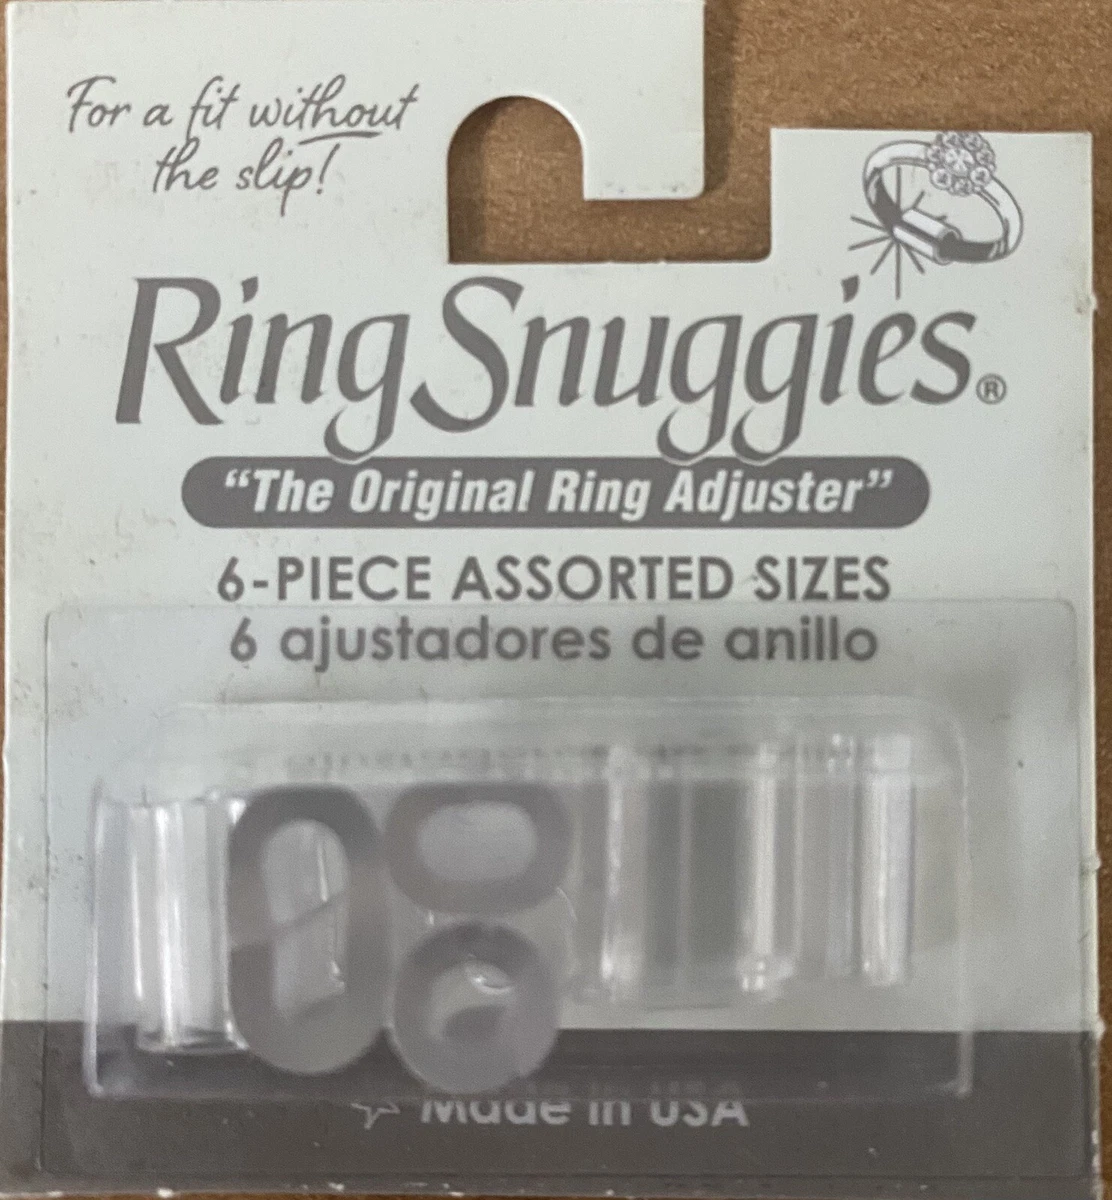 For a fit without
the slip!
Ring Snuggies®
"The Original Ring Adjuster"
6-PIECE ASSORTED SIZES
6 ajustadores de anillo
Made in USA